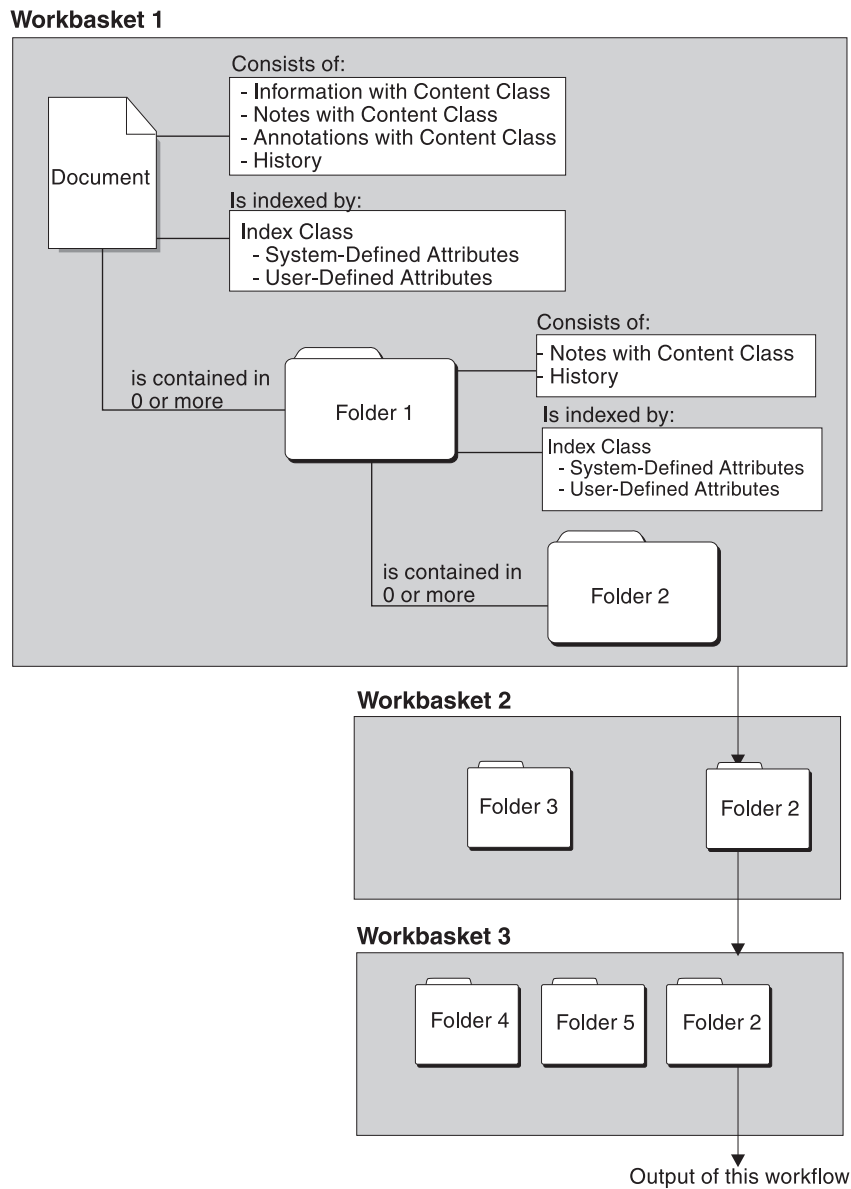 Workbasket 1
Consists of:
- Information with Content Class
- Notes with Content Class
- Annotations with Content Class
- History
Document
Is indexed by:
Index Class
- System-Defined Attributes
- User-Defined Attributes
Consists of:
- Notes with Content Class
- History
is contained in
0 or more
Folder 1
Is indexed by:
Index Class
- System-Defined Attributes
- User-Defined Attributes
is contained in
0 or more
Folder 2
Workbasket 2
Folder 3
Folder 2
Workbasket 3
Folder 4
Folder 5
Folder 2
Output of this workflow